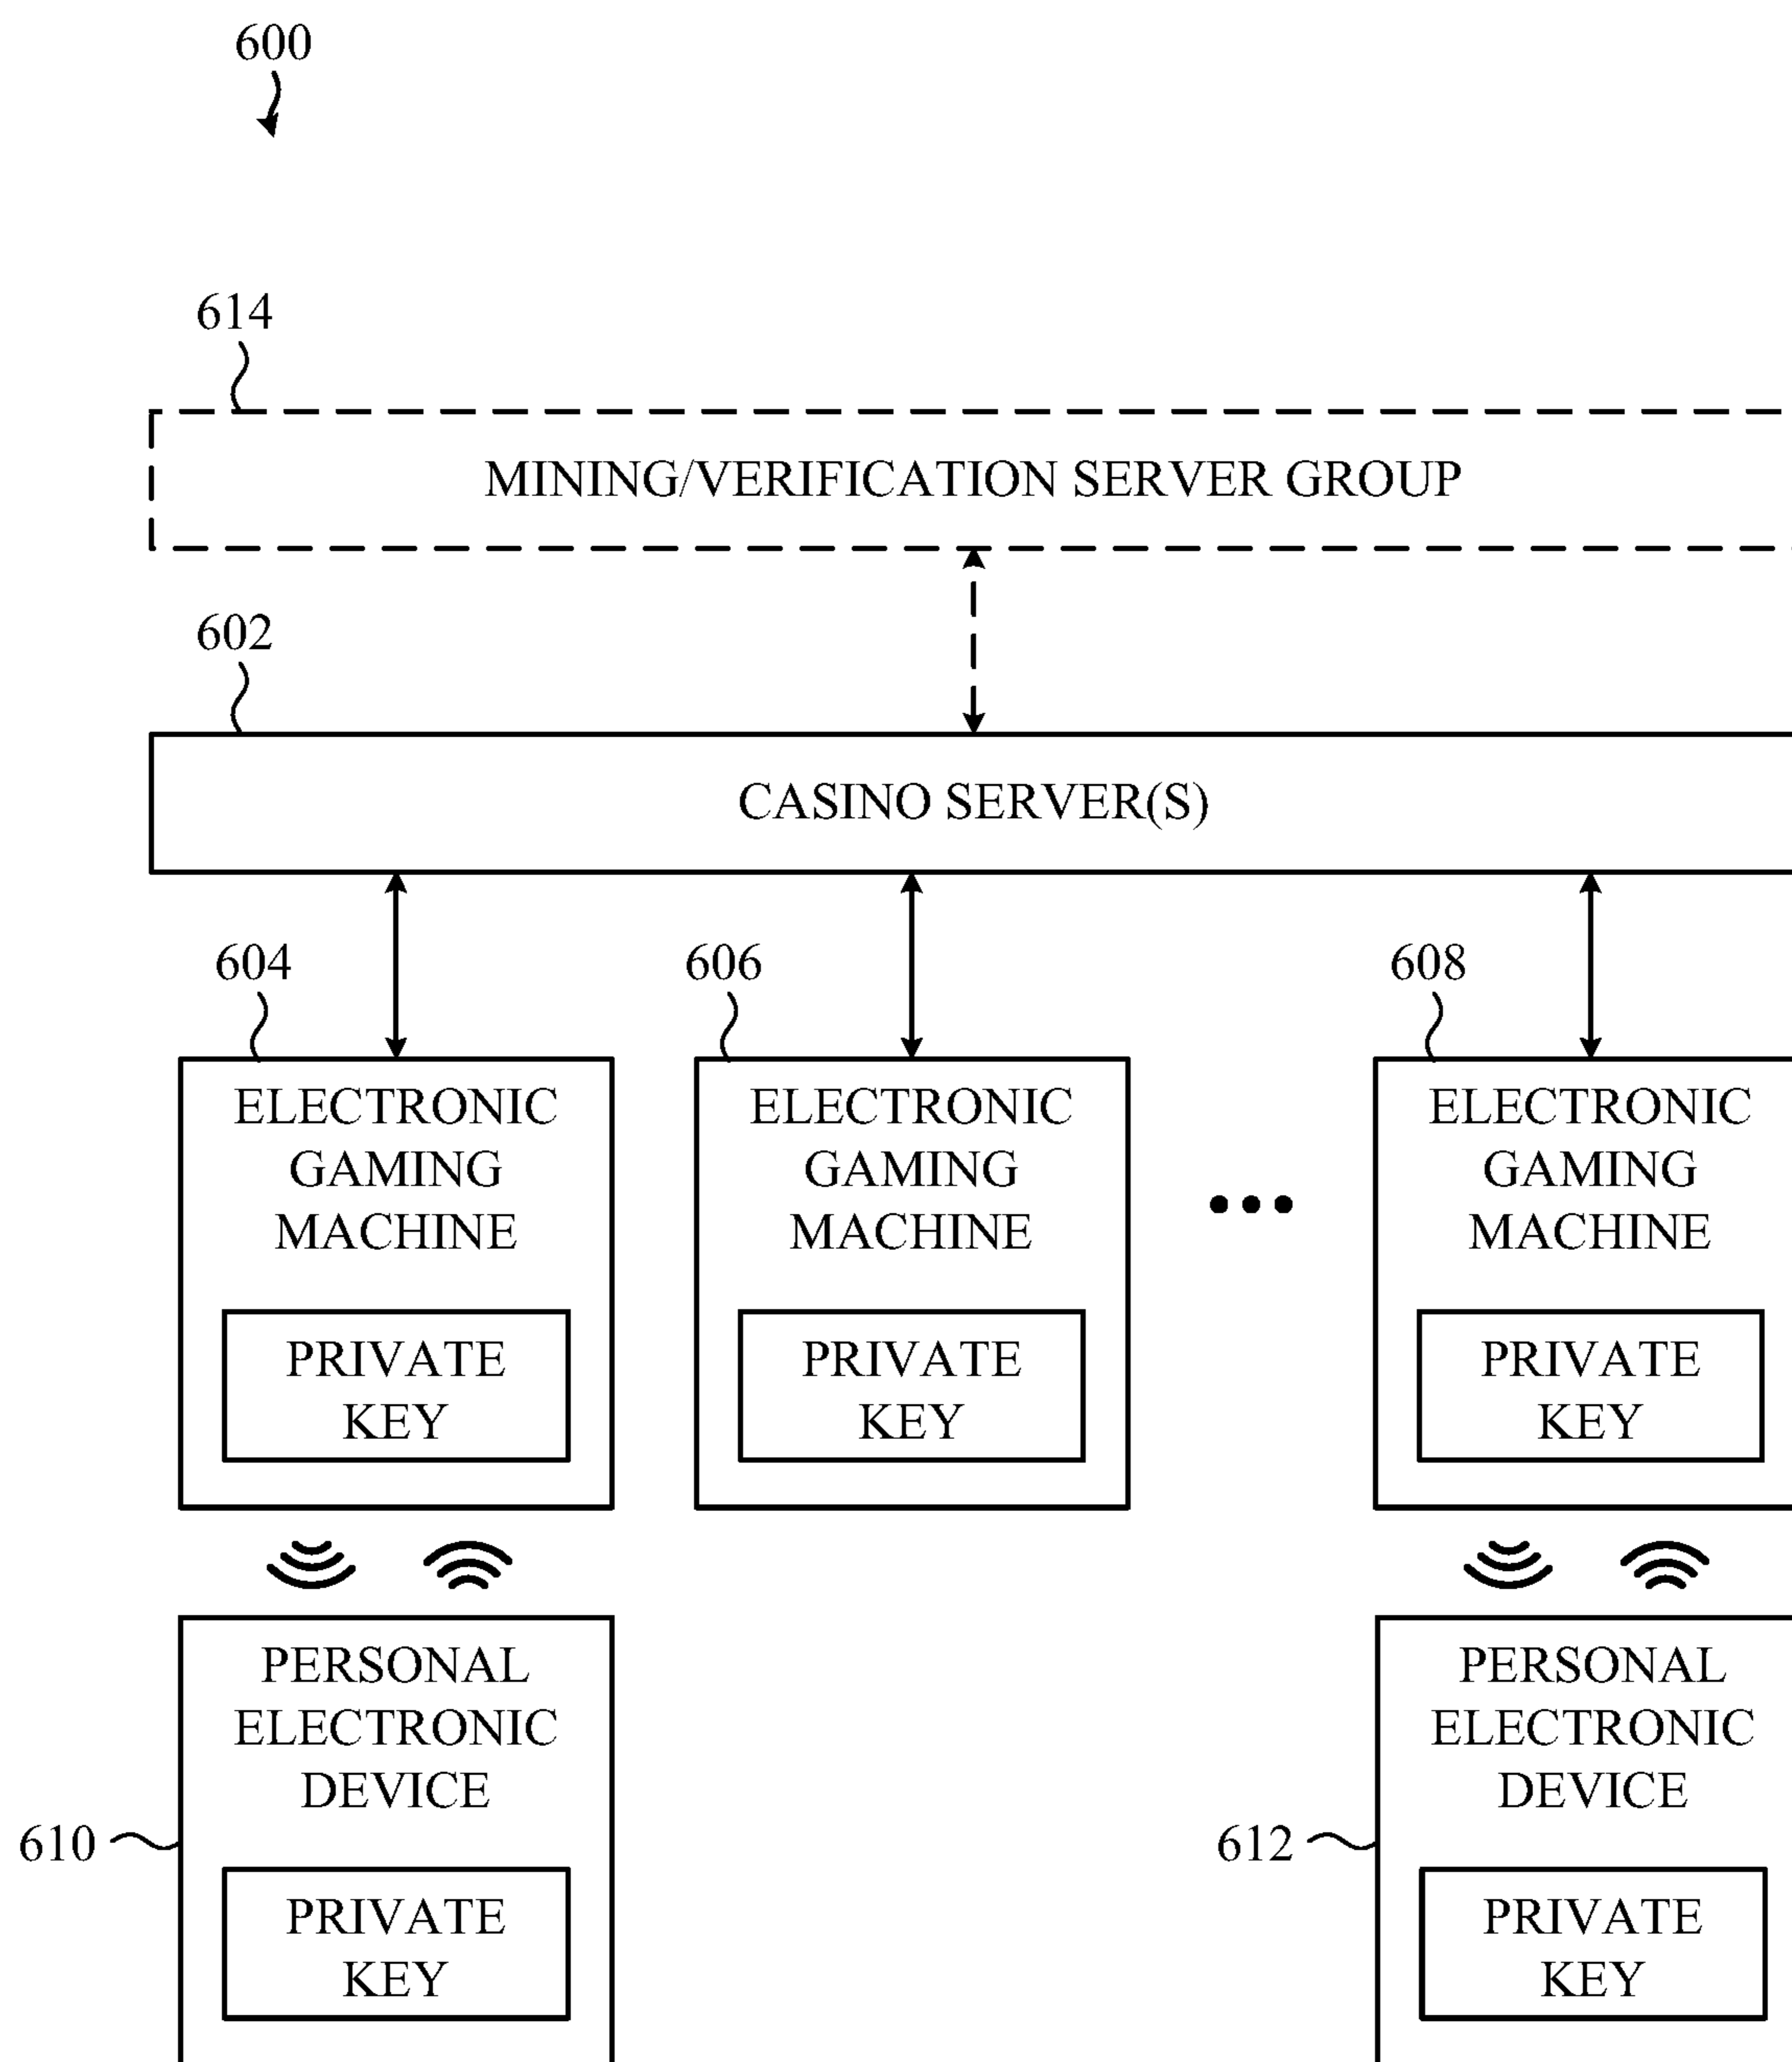 600
614
MINING/VERIFICATION SERVER GROUP
602
CASINO SERVER(S)
604
606
608
ELECTRONIC
GAMING
MACHINE
PRIVATE
KEY
ELECTRONIC
GAMING
MACHINE
PRIVATE
KEY
ELECTRONIC
GAMING
MACHINE
PRIVATE
KEY
PERSONAL
ELECTRONIC
DEVICE
610
PRIVATE
KEY
PERSONAL
ELECTRONIC
DEVICE
612
PRIVATE
KEY